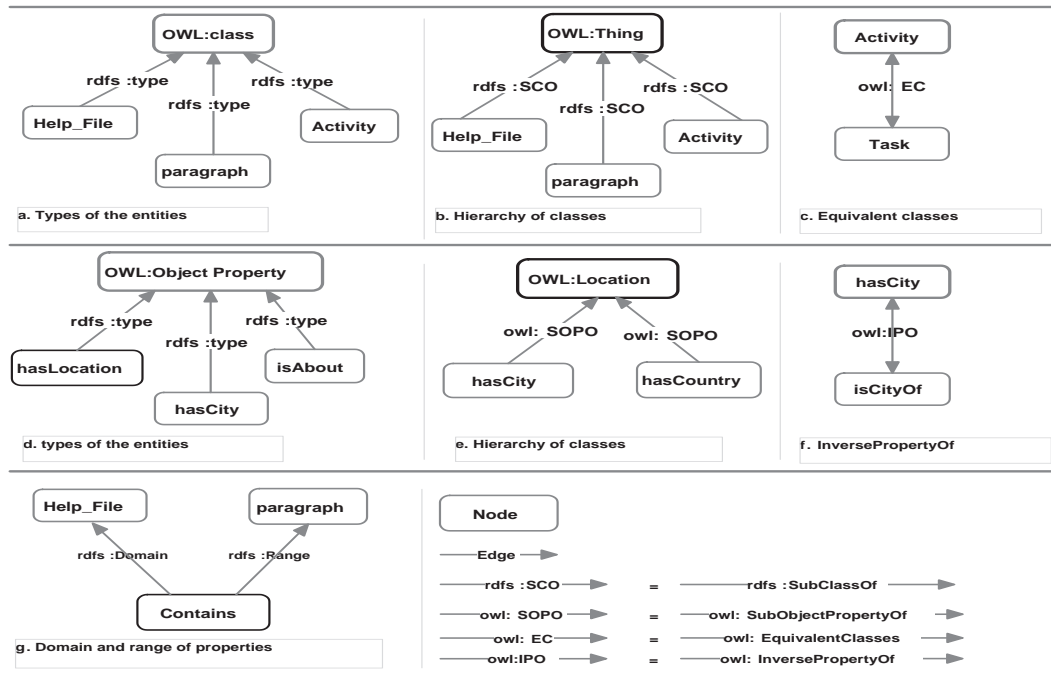 OWL:class
rdfs :type
rdfs :type
rdfs :type
Help_File
Activity
paragraph
a. Types of the entities
OWL:Thing
rdfs :SCO
rdfs :SCO
rdfs :SCO
Help_File
Activity
paragraph
b. Hierarchy of classes
Activity
owl: EC
Task
c. Equivalent classes
OWL:Object Property
rdfs :type
rdfs :type
rdfs :type
hasLocation
isAbout
hasCity
d. types of the entities
OWL:Location
owl: SOPO
owl: SOPO
hasCity
hasCountry
e. Hierarchy of classes
hasCity
owl:IPO
isCityOf
f. InversePropertyOf
Help_File
paragraph
rdfs :Domain
rdfs :Range
Contains
g. Domain and range of properties
Node
Edge
rdfs :SCO = rdfs :SubClassOf
owl: SOPO = owl: SubObjectPropertyOf
owl: EC = owl: EquivalentClasses
owl:IPO = owl: InversePropertyOf